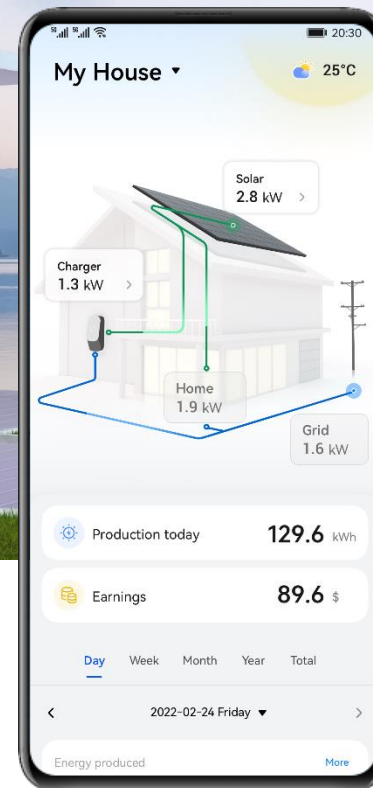 5G 5G 20:30
My House 25°C
Solar
2.8 kW
Charger
1.3 kW
Home
1.9 kW
Grid
1.6 kW
Production today 129.6 kWh
Earnings 89.6 $
Day Week Month Year Total
2022-02-24 Friday
Energy produced More